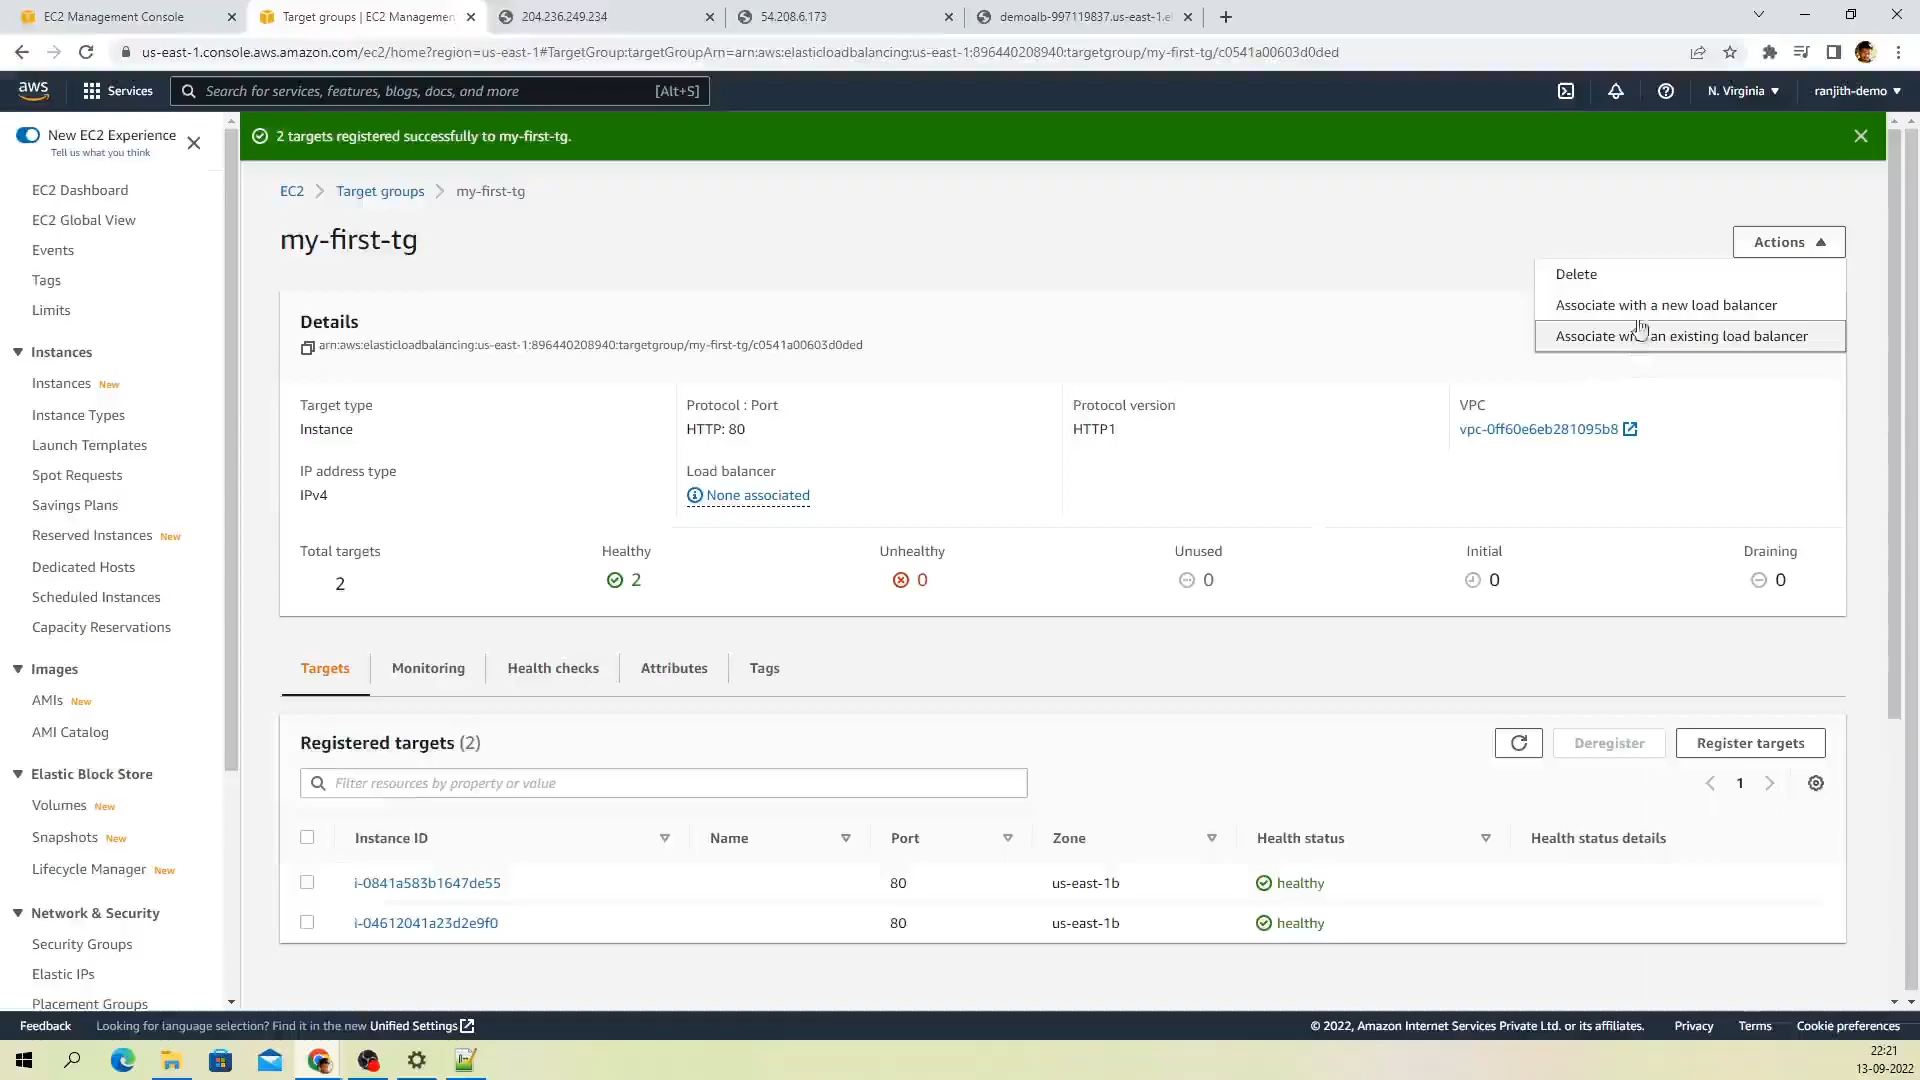 EC2 Management Console
Target groups | EC2 Management
204.236.249.234
54.208.6.173
demoalb-997119837.us-east-1.el
us-east-1.console.aws.amazon.com/ec2/home?region=us-east-1#TargetGroup:targetGroupArn=arn:aws:elasticloadbalancing:us-east-1:896440208940:targetgroup/my-first-tg/c0541a00603d0ded
aws
Services
Search for services, features, blogs, docs, and more
[Alt+S]
N. Virginia
ranjith-demo
New EC2 Experience
Tell us what you think
EC2 Dashboard
EC2 Global View
Events
Tags
Limits
Instances
Instances New
Instance Types
Launch Templates
Spot Requests
Savings Plans
Reserved Instances New
Dedicated Hosts
Scheduled Instances
Capacity Reservations
Images
AMIs New
AMI Catalog
Elastic Block Store
Volumes New
Snapshots New
Lifecycle Manager New
Network & Security
Security Groups
Elastic IPs
Placement Groups
2 targets registered successfully to my-first-tg.
EC2 > Target groups > my-first-tg
my-first-tg
Actions
Delete
Associate with a new load balancer
Associate with an existing load balancer
Details
arn:aws:elasticloadbalancing:us-east-1:896440208940:targetgroup/my-first-tg/c0541a00603d0ded
Target type
Instance
Protocol : Port
HTTP: 80
Protocol version
HTTP1
VPC
vpc-0ff60e6eb281095b8
IP address type
IPv4
Load balancer
None associated
Total targets
2
Healthy
2
Unhealthy
0
Unused
0
Initial
0
Draining
0
Targets
Monitoring
Health checks
Attributes
Tags
Registered targets (2)
Deregister
Register targets
Filter resources by property or value
1
Instance ID
Name
Port
Zone
Health status
Health status details
i-0841a583b1647de55 80 us-east-1b healthy
i-04612041a23d2e9f0 80 us-east-1b healthy
Feedback
Looking for language selection? Find it in the new Unified Settings
© 2022, Amazon Internet Services Private Ltd. or its affiliates.
Privacy
Terms
Cookie preferences
22:21
13-09-2022